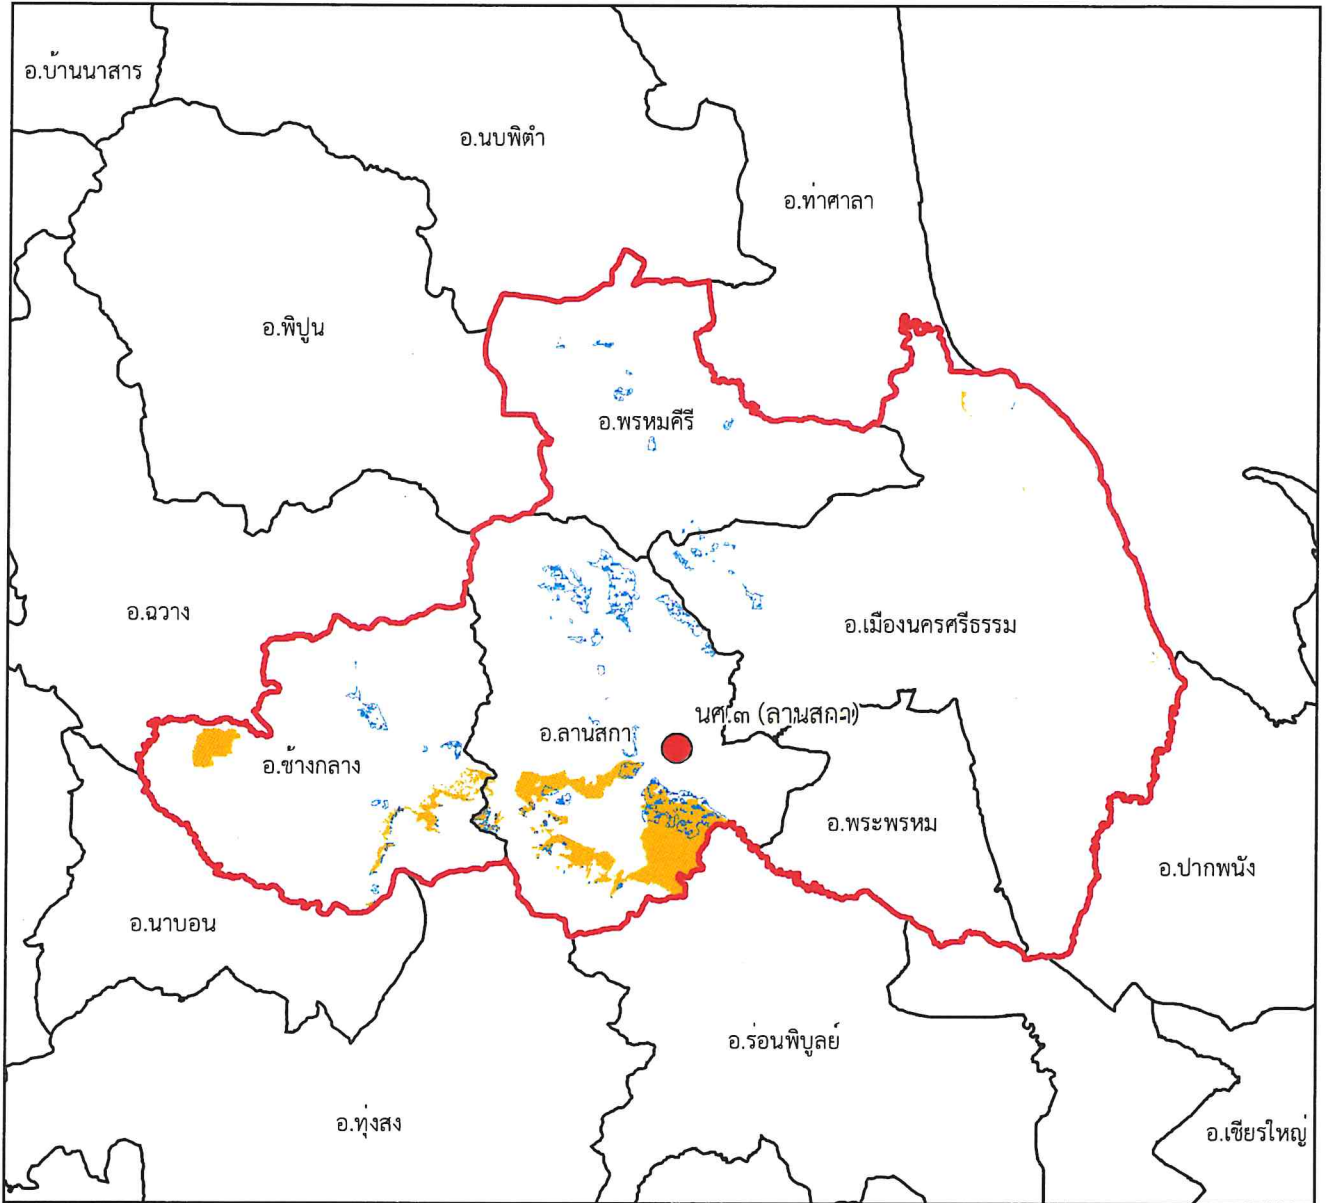 อ.บ้านนาสาร
อ.นบพิตำ
อ.ท่าศาลา
อ.พิปูน
อ.พรหมคีรี
อ.ฉวาง
อ.เมืองนครศรีธรรม
นศ.๓ (ลานสกา)
อ.ลานสกา
อ.ช้างกลาง
อ.พระพรหม
อ.ปากพนัง
อ.นาบอน
อ.ร่อนพิบูลย์
อ.ทุ่งสง
อ.เชียรใหญ่